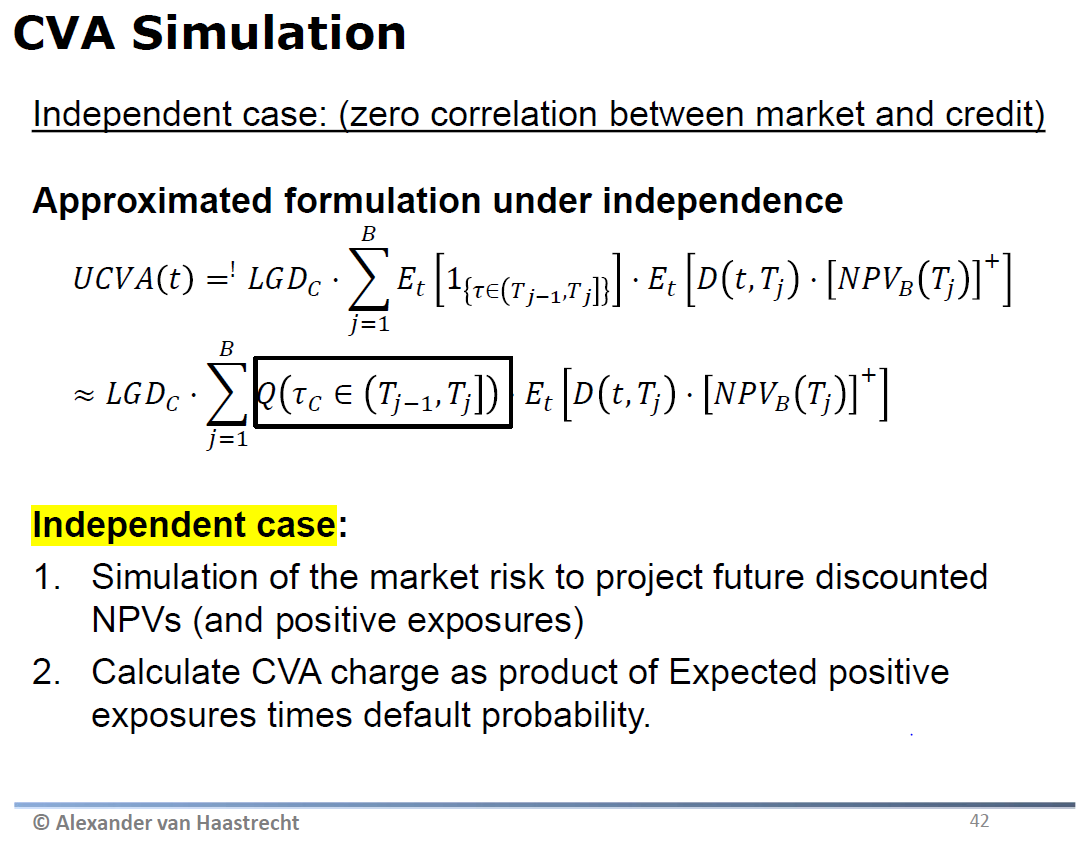 CVA Simulation
Independent case: (zero correlation between market and credit)
Approximated formulation under independence
UCVA(t) =! LGD_C · ∑_{j=1}^{B} E_t [1_{{τ∈(T_{j−1},T_j]}}] · E_t [D(t, T_j) · [NPV_B(T_j)]^+]
≈ LGD_C · ∑_{j=1}^{B} Q(τ_C ∈ (T_{j−1}, T_j]) · E_t [D(t, T_j) · [NPV_B(T_j)]^+]
Independent case:
1. Simulation of the market risk to project future discounted
NPVs (and positive exposures)
2. Calculate CVA charge as product of Expected positive
exposures times default probability.
© Alexander van Haastrecht
42